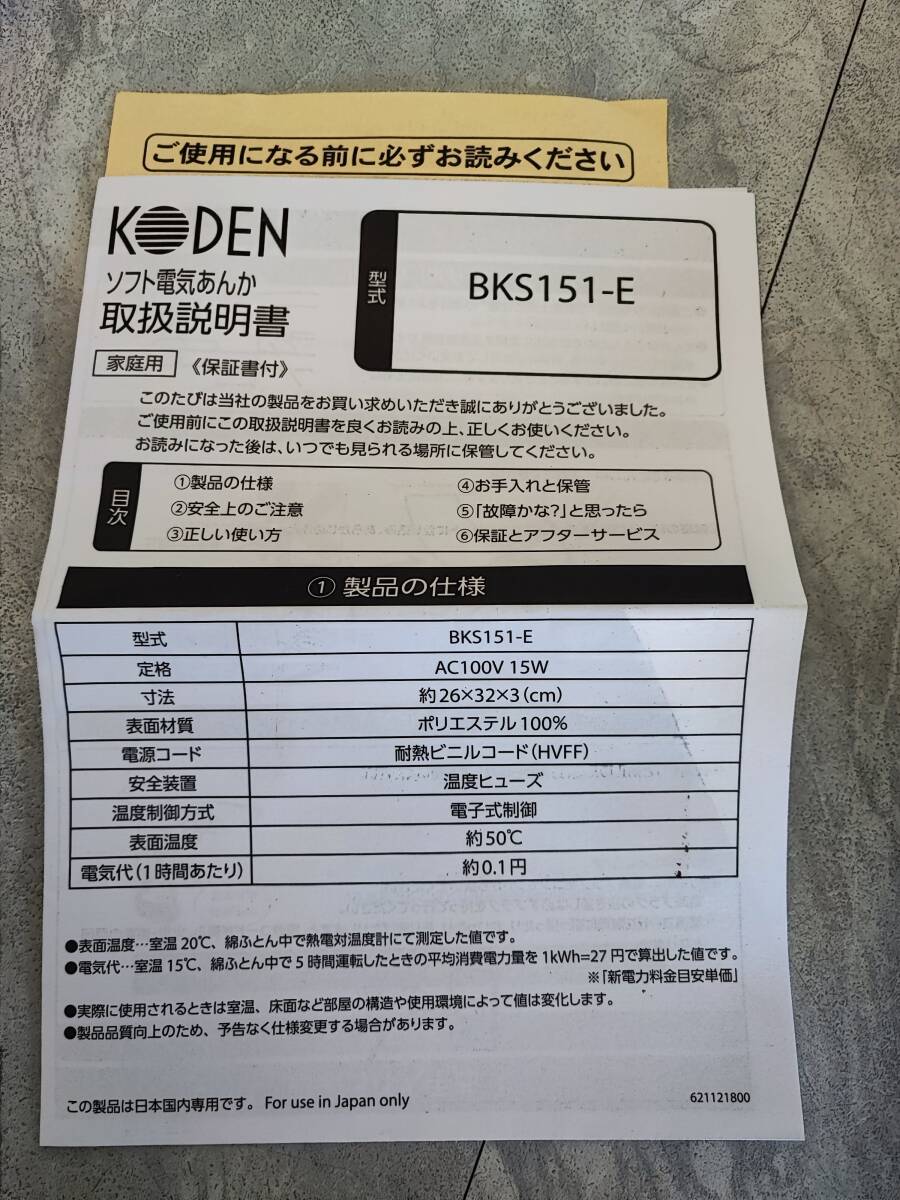 ご使用になる前に必ずお読みください
KODEN
ソフト電気あんか
取扱説明書
家庭用 《保証書付》
型式
BKS151-E
このたびは当社の製品をお買い求めいただき誠にありがとうございました。
ご使用前にこの取扱説明書を良くお読みの上、正しくお使いください。
お読みになった後は、いつでも見られる場所に保管してください。
目次
①製品の仕様
②安全上のご注意
③正しい使い方
④お手入れと保管
⑤「故障かな?」と思ったら
⑥保証とアフターサービス
① 製品の仕様
型式 BKS151-E
定格 AC100V 15W
寸法 約26×32×3(cm)
表面材質 ポリエステル100%
電源コード 耐熱ビニルコード(HVFF)
安全装置 温度ヒューズ
温度制御方式 電子式制御
表面温度 約50℃
電気代(1時間あたり) 約0.1円
●表面温度…室温20℃、綿ふとん中で熱電対温度計にて測定した値です。
●電気代…室温15℃、綿ふとん中で5時間運転したときの平均消費電力量を1kWh=27円で算出した値です。
※「新電力料金目安単価」
●実際に使用されるときは室温、床面など部屋の構造や使用環境によって値は変化します。
●製品品質向上のため、予告なく仕様変更する場合があります。
この製品は日本国内専用です。 For use in Japan only
621121800